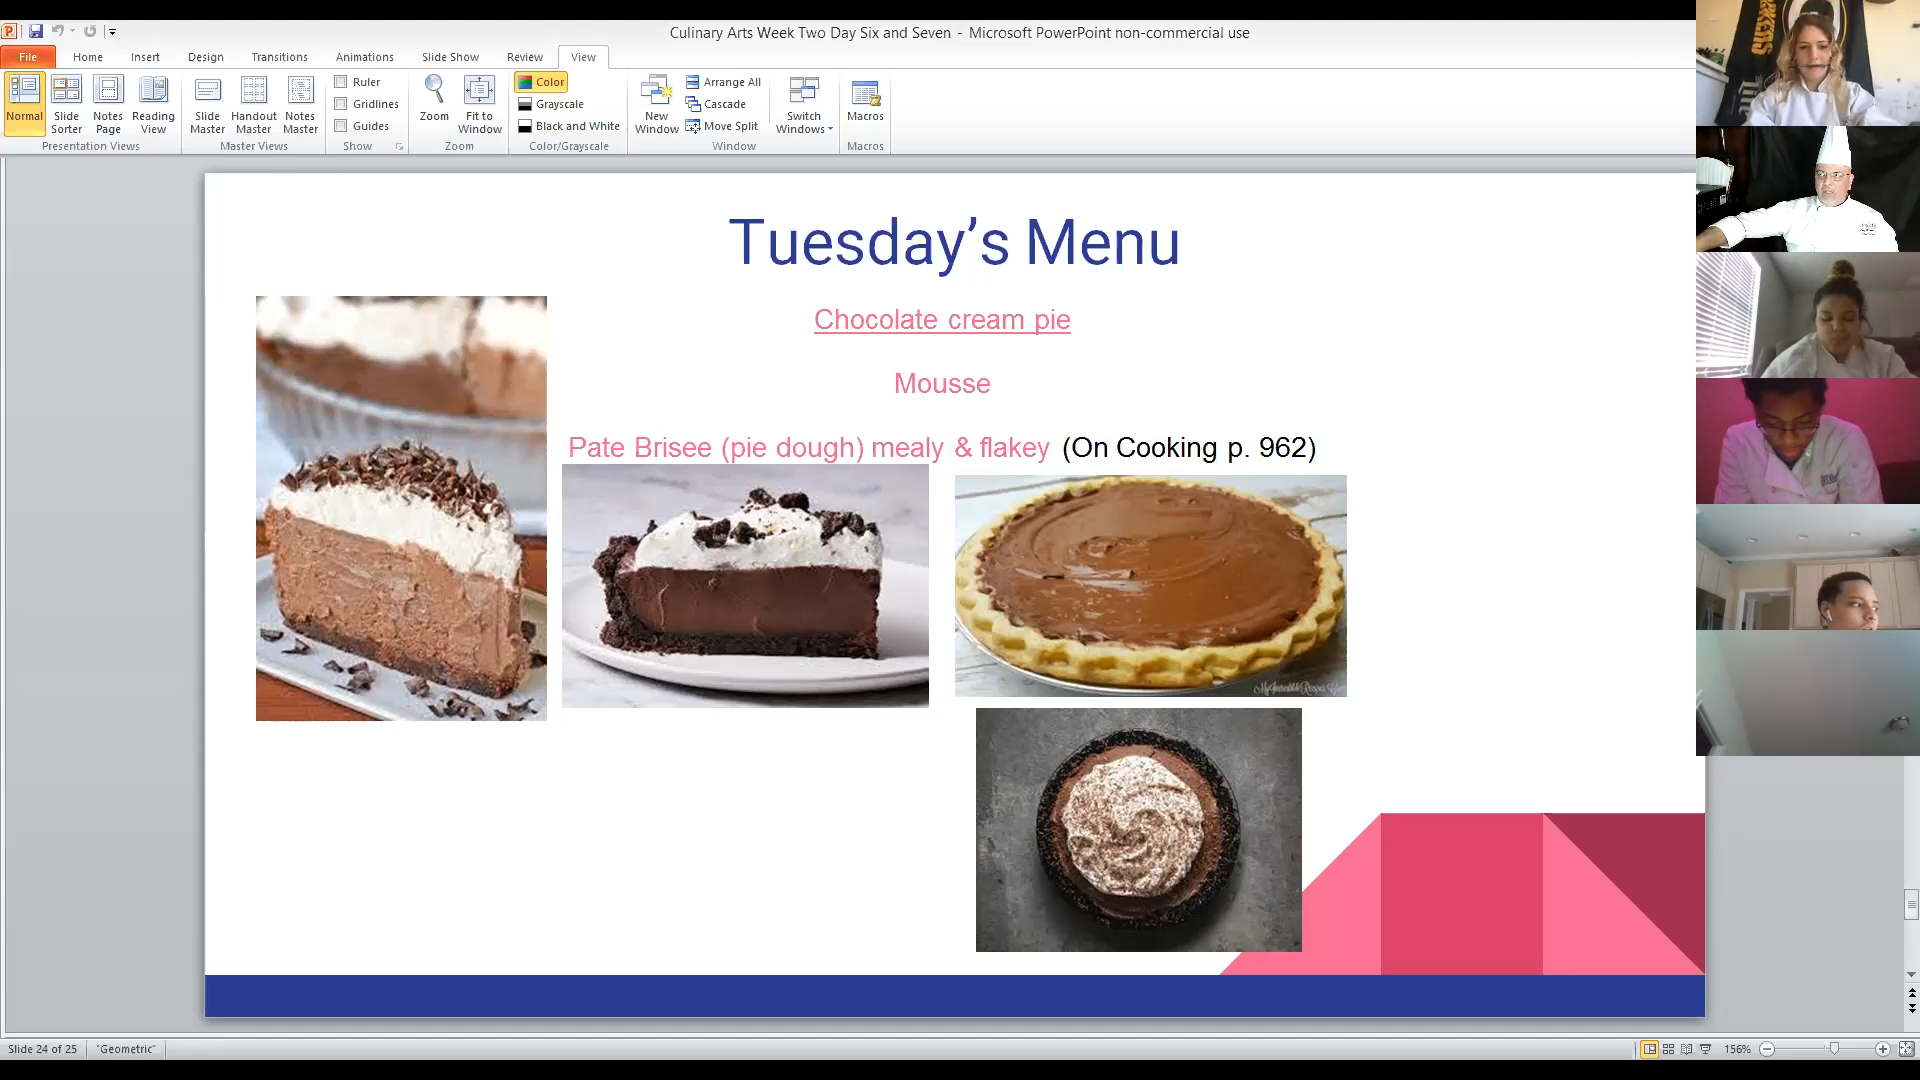 Culinary Arts Week Two Day Six and Seven - Microsoft PowerPoint non-commercial use
File Home Insert Design Transitions Animations Slide Show Review View
Normal
Slide Sorter
Notes Page
Reading View
Presentation Views
Slide Master
Handout Master
Notes Master
Master Views
Ruler
Gridlines
Guides
Show
Zoom
Fit to Window
Zoom
Color
Grayscale
Black and White
Color/Grayscale
New Window
Arrange All
Cascade
Move Split
Switch Windows
Window
Macros
Macros
Tuesday’s Menu
Chocolate cream pie
Mousse
Pate Brisee (pie dough) mealy & flakey (On Cooking p. 962)
Slide 24 of 25 "Geometric" 156%